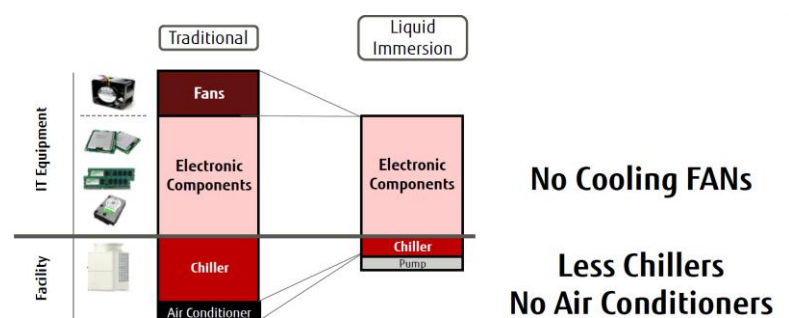 Traditional
Liquid
Immersion
IT Equipment
Fans
Electronic
Components
Electronic
Components
No Cooling FANs
Facility
Chiller
Chiller
Pump
Air Conditioner
Less Chillers
No Air Conditioners